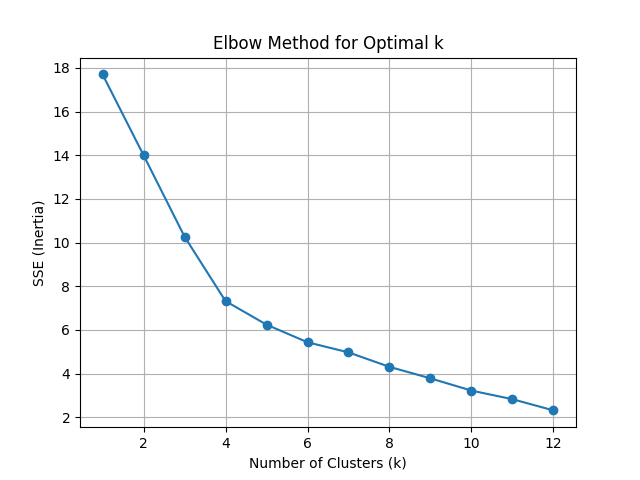 Elbow Method for Optimal k
18
16
14
12
10
8
6
4
2
SSE (Inertia)
2 4 6 8 10 12
Number of Clusters (k)